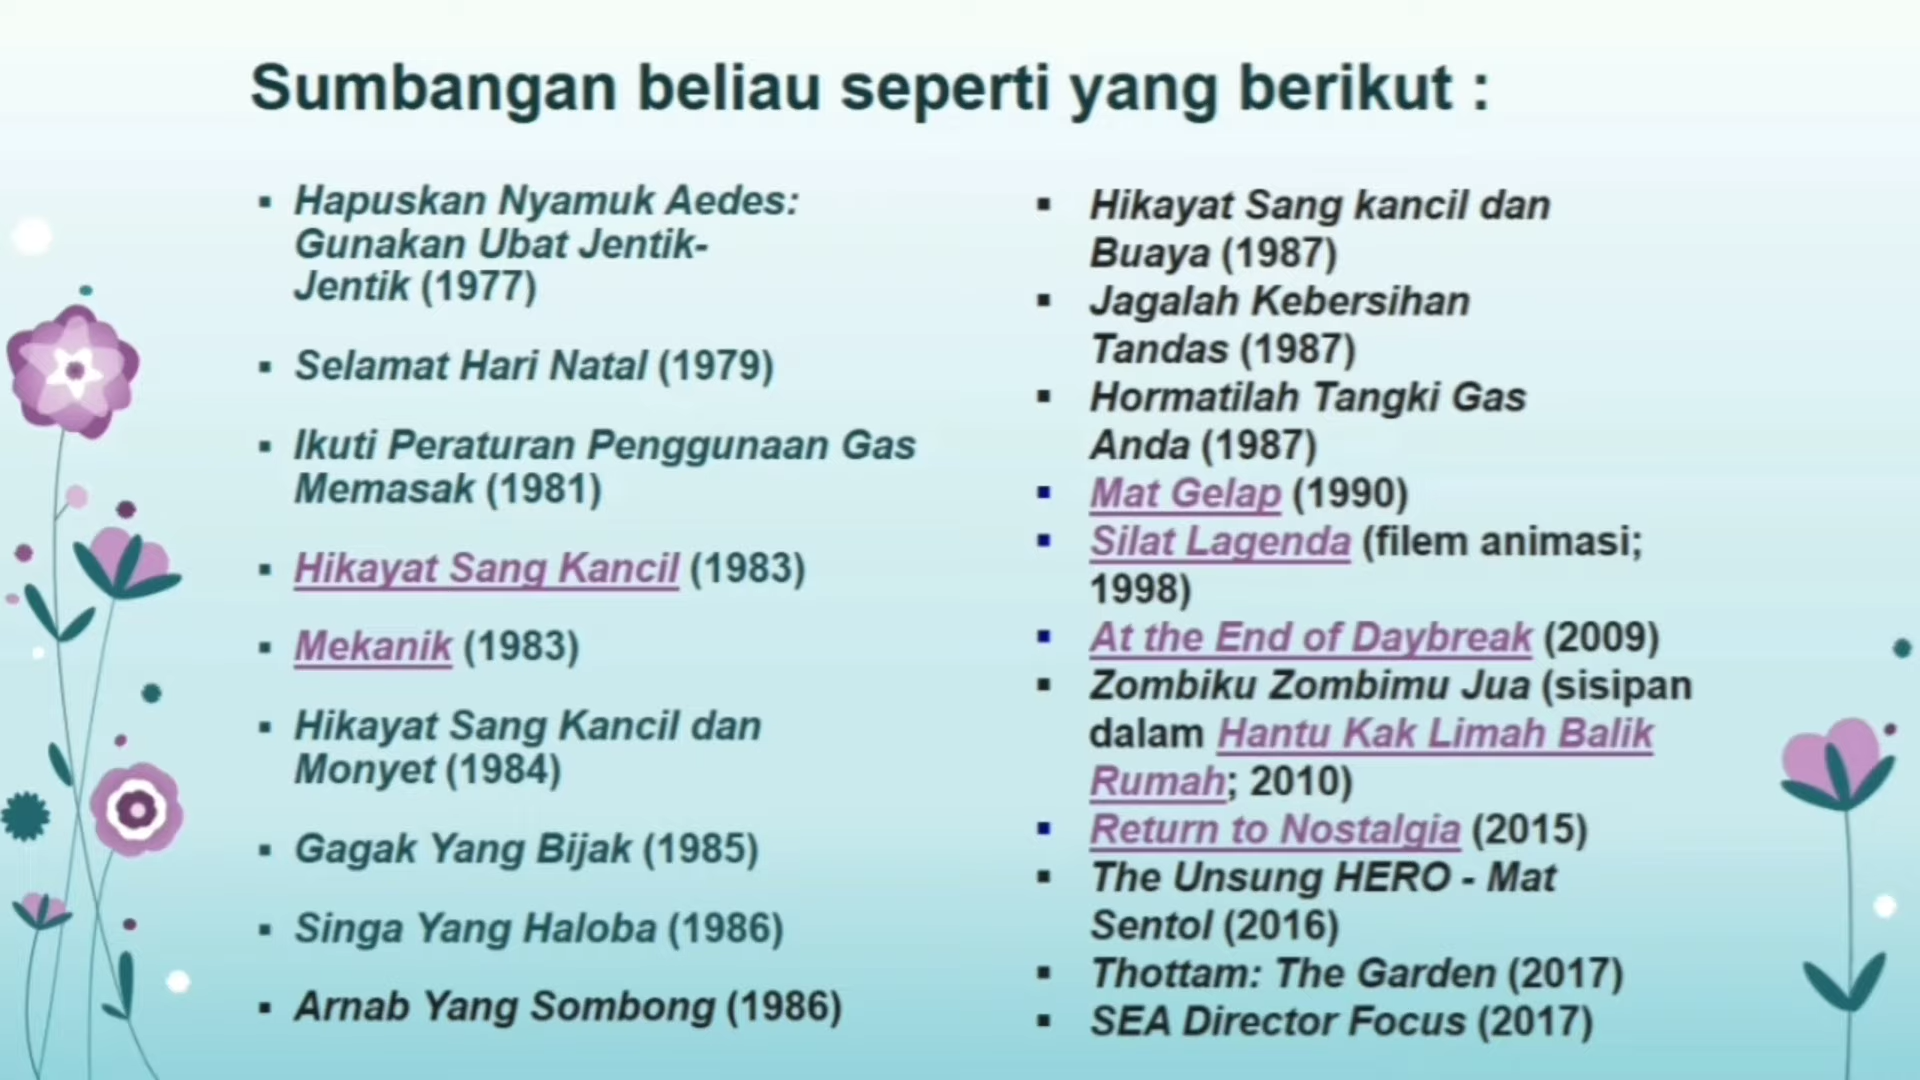 Sumbangan beliau seperti yang berikut :
▪ Hapuskan Nyamuk Aedes:
Gunakan Ubat Jentik-
Jentik (1977)
▪ Selamat Hari Natal (1979)
▪ Ikuti Peraturan Penggunaan Gas
Memasak (1981)
▪ Hikayat Sang Kancil (1983)
▪ Mekanik (1983)
▪ Hikayat Sang Kancil dan
Monyet (1984)
▪ Gagak Yang Bijak (1985)
▪ Singa Yang Haloba (1986)
▪ Arnab Yang Sombong (1986)
▪ Hikayat Sang kancil dan
Buaya (1987)
▪ Jagalah Kebersihan
Tandas (1987)
▪ Hormatilah Tangki Gas
Anda (1987)
▪ Mat Gelap (1990)
▪ Silat Lagenda (filem animasi;
1998)
▪ At the End of Daybreak (2009)
▪ Zombiku Zombimu Jua (sisipan
dalam Hantu Kak Limah Balik
Rumah; 2010)
▪ Return to Nostalgia (2015)
▪ The Unsung HERO - Mat
Sentol (2016)
▪ Thottam: The Garden (2017)
▪ SEA Director Focus (2017)